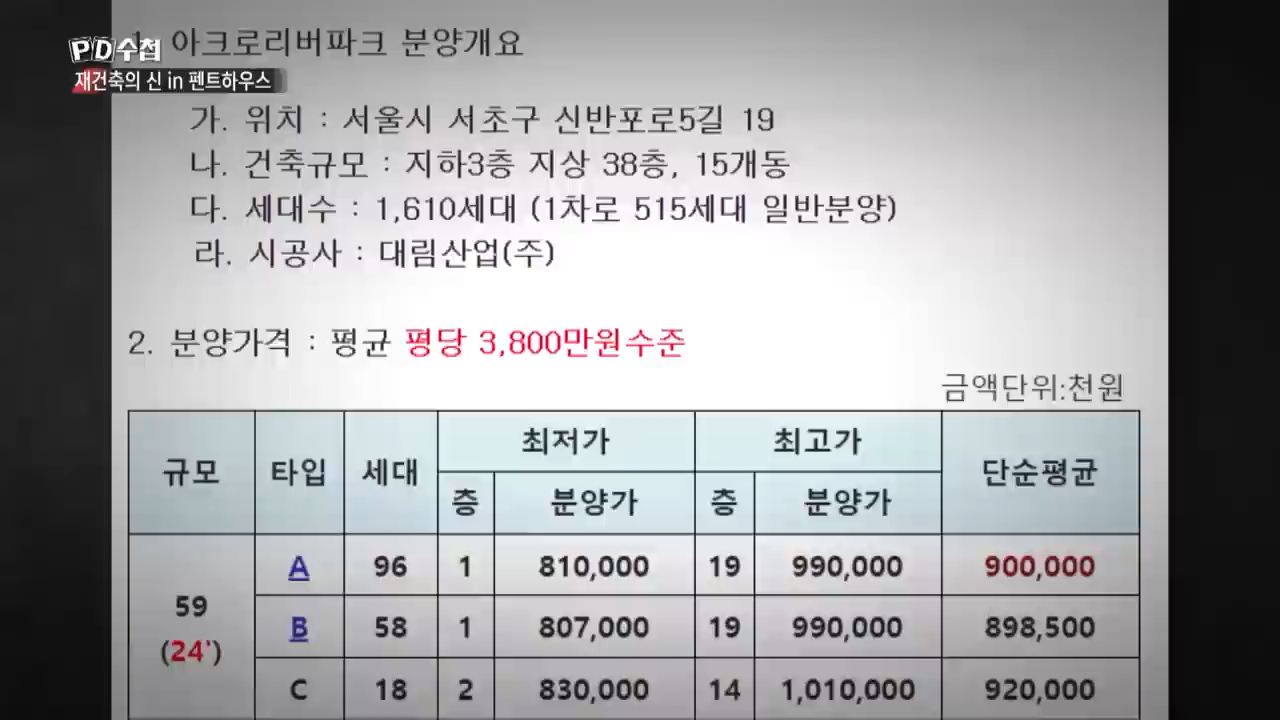 PD수첩
재건축의 신 in 펜트하우스
아크로리버파크 분양개요
가. 위치 : 서울시 서초구 신반포로5길 19
나. 건축규모 : 지하3층 지상 38층, 15개동
다. 세대수 : 1,610세대 (1차로 515세대 일반분양)
라. 시공사 : 대림산업(주)
2. 분양가격 : 평균 평당 3,800만원수준
금액단위:천원
규모 타입 세대 최저가 최고가 단순평균
층 분양가 층 분양가
59 (24')
A 96 1 810,000 19 990,000 900,000
B 58 1 807,000 19 990,000 898,500
C 18 2 830,000 14 1,010,000 920,000